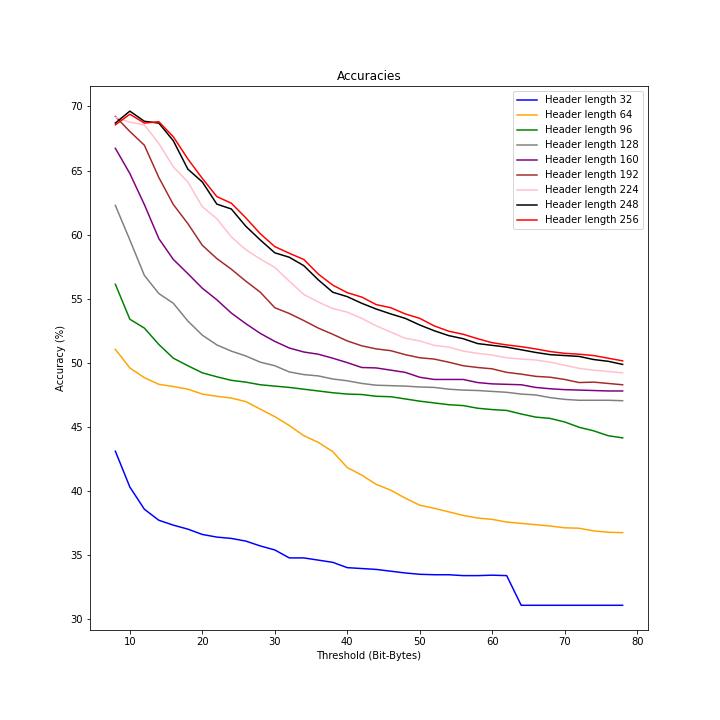 Accuracies
Header length 32
Header length 64
Header length 96
Header length 128
Header length 160
Header length 192
Header length 224
Header length 248
Header length 256
Accuracy (%)
70
65
60
55
50
45
40
35
30
10 20 30 40 50 60 70 80
Threshold (Bit-Bytes)